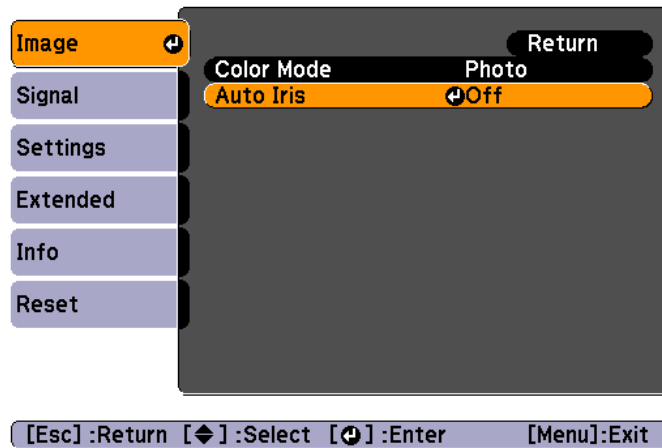 Image
Signal
Settings
Extended
Info
Reset
Return
Color Mode Photo
Auto Iris Off
[Esc] :Return [ ] :Select [ ] :Enter [Menu]:Exit